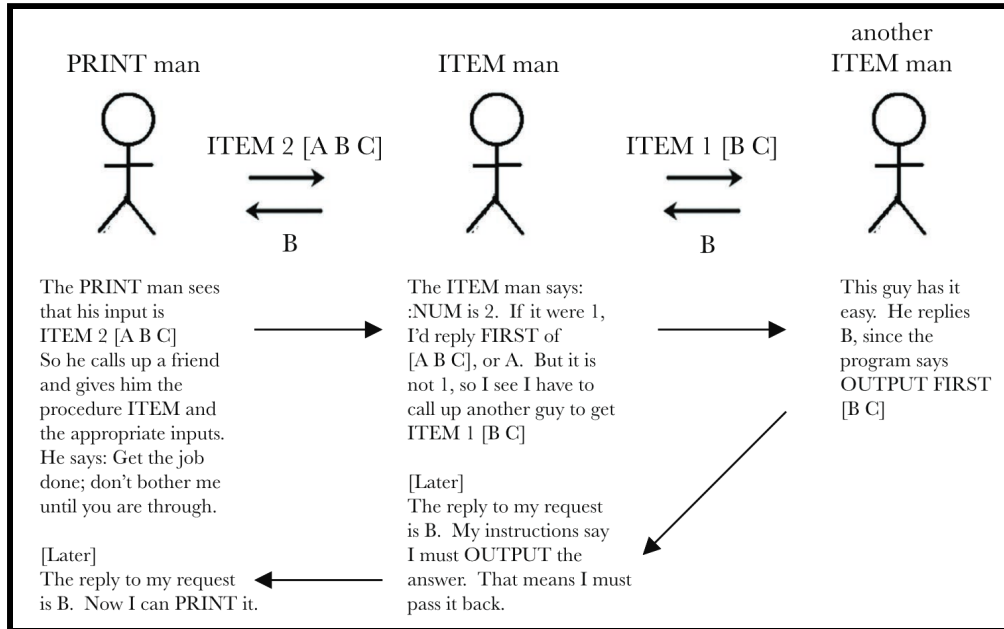 PRINT man
ITEM man
another
ITEM man
ITEM 2 [A B C]
B
ITEM 1 [B C]
B
The PRINT man sees
that his input is
ITEM 2 [A B C]
So he calls up a friend
and gives him the
procedure ITEM and
the appropriate inputs.
He says: Get the job
done; don’t bother me
until you are through.
The ITEM man says:
:NUM is 2.  If it were 1,
I’d reply FIRST of
[A B C], or A.  But it is
not 1, so I see I have to
call up another guy to get
ITEM 1 [B C]
This guy has it
easy.  He replies
B, since the
program says
OUTPUT FIRST
[B C]
[Later]
The reply to my request
is B.  My instructions say
I must OUTPUT the
answer.  That means I must
pass it back.
[Later]
The reply to my request
is B.  Now I can PRINT it.